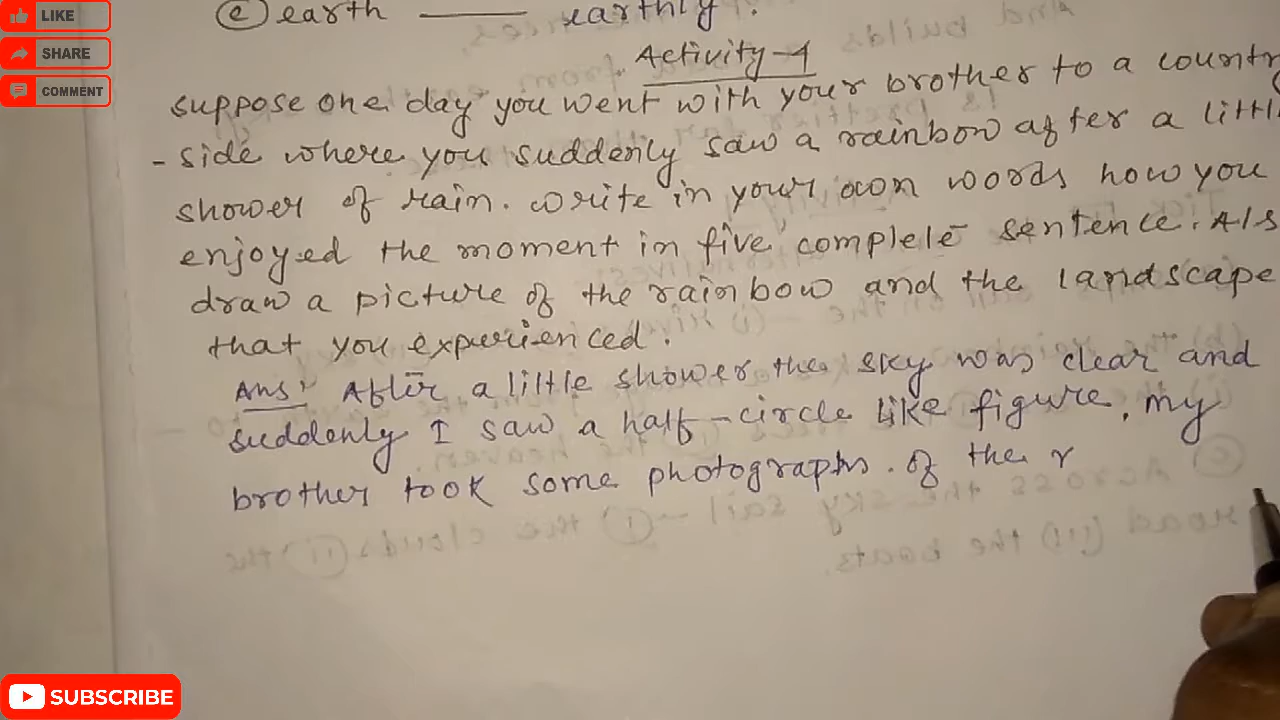 LIKE
SHARE
COMMENT
(e) earth —— earthly.
Activity-4
suppose one day you went with your brother to a countr
-side where you suddenly saw a rainbow after a littl
shower of rain. write in your own words how you
enjoyed the moment in five complete sentence. Als
draw a picture of the rainbow and the landscape
that you experienced.
Ans: After a little shower the sky was clear and
suddenly I saw a half-circle like figure, my
brother took some photographs. of the r
SUBSCRIBE